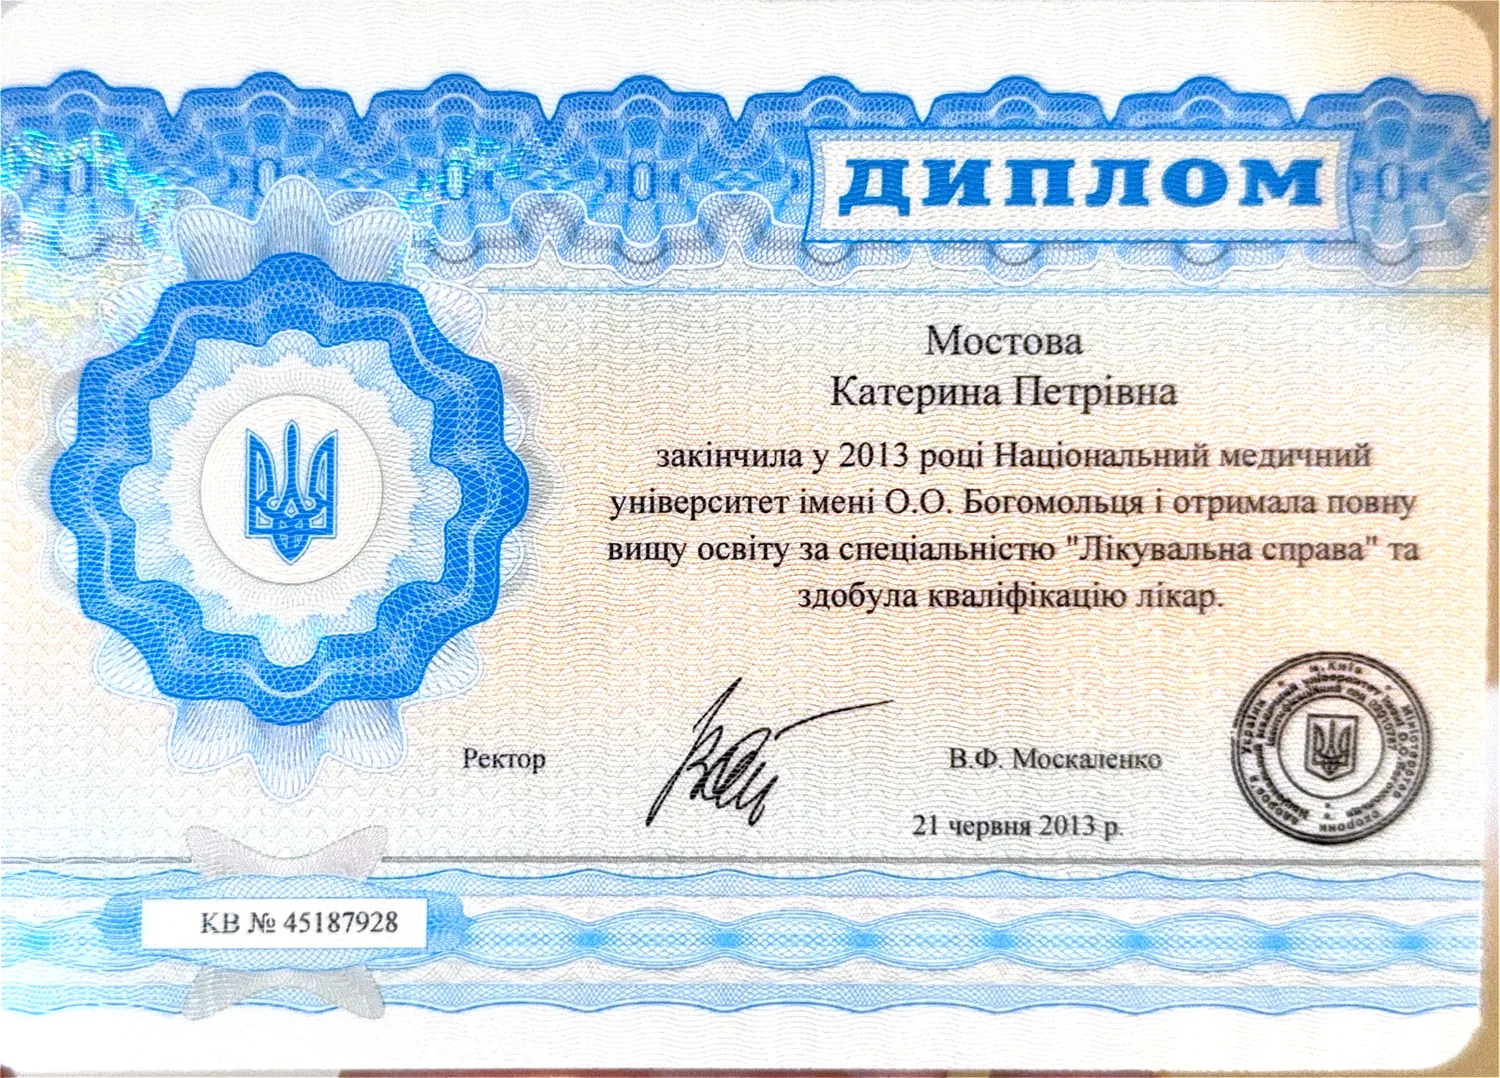 ДИПЛОМ
Мостова
Катерина Петрівна
закінчила у 2013 році Національний медичний
університет імені О.О. Богомольця і отримала повну
вищу освіту за спеціальністю "Лікувальна справа" та
здобула кваліфікацію лікар.
Ректор
В.Ф. Москаленко
21 червня 2013 р.
м. Київ
КВ № 45187928